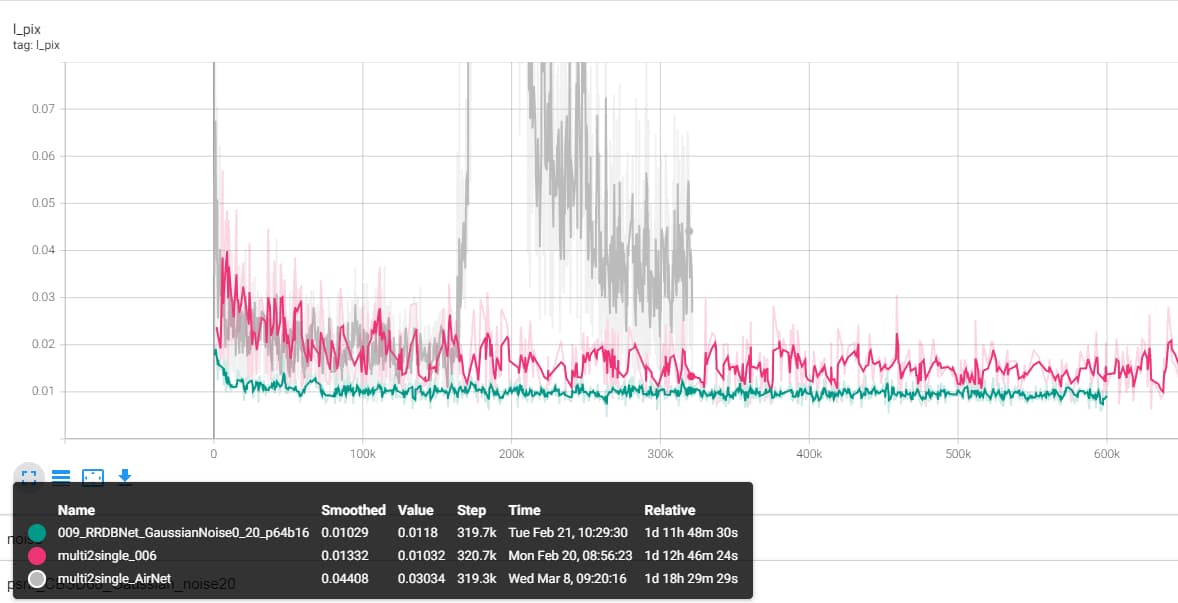 l_pix
tag: l_pix
0.07
0.06
0.05
0.04
0.03
0.02
0.01
0 100k 200k 300k 400k 500k 600k
Name Smoothed Value Step Time Relative
009_RRDBNet_GaussianNoise0_20_p64b16 0.01029 0.0118 319.7k Tue Feb 21, 10:29:30 1d 11h 48m 30s
multi2single_006 0.01332 0.01032 320.7k Mon Feb 20, 08:56:23 1d 12h 46m 24s
multi2single_AirNet 0.04408 0.03034 319.3k Wed Mar 8, 09:20:16 1d 18h 29m 29s